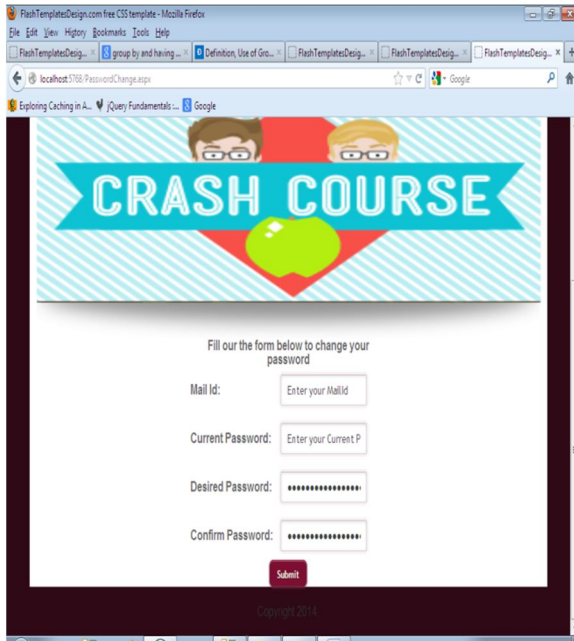 FlashTemplatesDesign.com free CSS template - Mozilla Firefox
File Edit View History Bookmarks Tools Help
FlashTemplatesDesig... group by and having ... Definition, Use of Gro... FlashTemplatesDesig... FlashTemplatesDesig... FlashTemplatesDesig...
localhost:5768/PasswordChange.aspx Google
Exploring Caching in A... jQuery Fundamentals :... Google
CRASH COURSE
Fill our the form below to change your
password
Mail Id: Enter your MailId
Current Password: Enter your Current P
Desired Password: ••••••••••••••••
Confirm Password: ••••••••••••••••
Submit
Copyright 2014